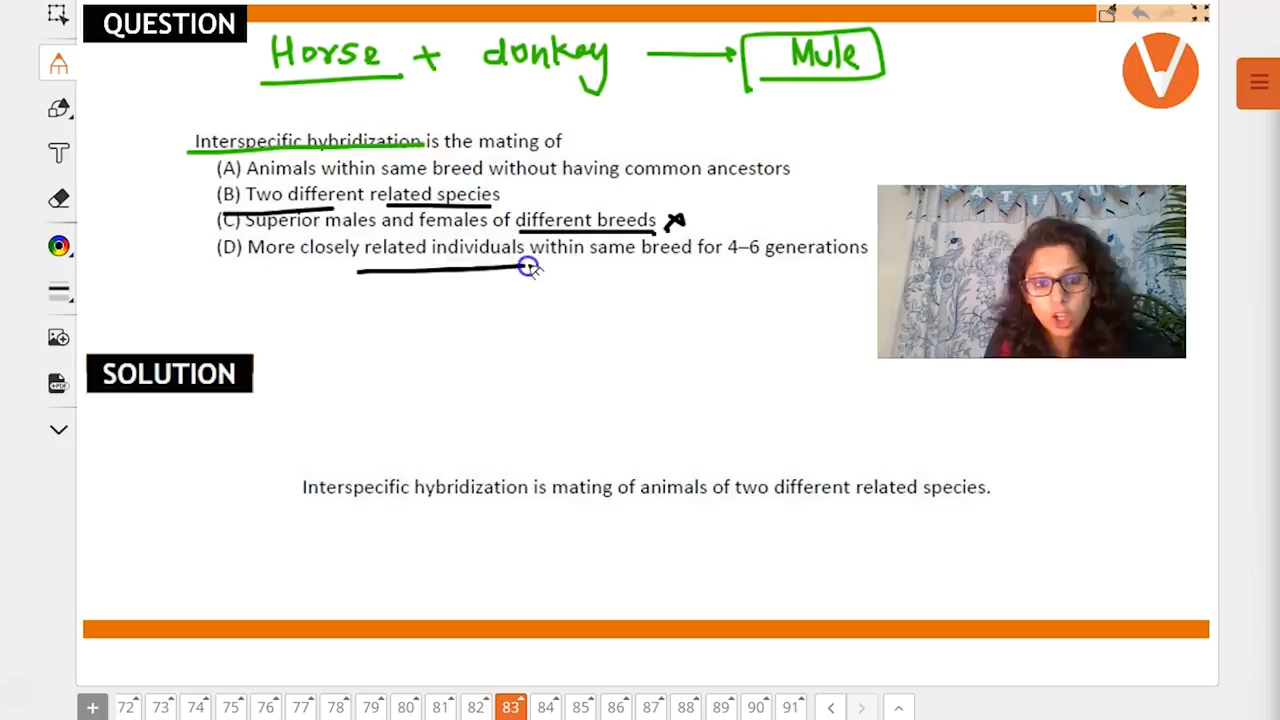 QUESTION
Horse + donkey → Mule
Interspecific hybridization is the mating of
(A) Animals within same breed without having common ancestors
(B) Two different related species
(C) Superior males and females of different breeds
(D) More closely related individuals within same breed for 4–6 generations
SOLUTION
Interspecific hybridization is mating of animals of two different related species.
72 73 74 75 76 77 78 79 80 81 82 83 84 85 86 87 88 89 90 91